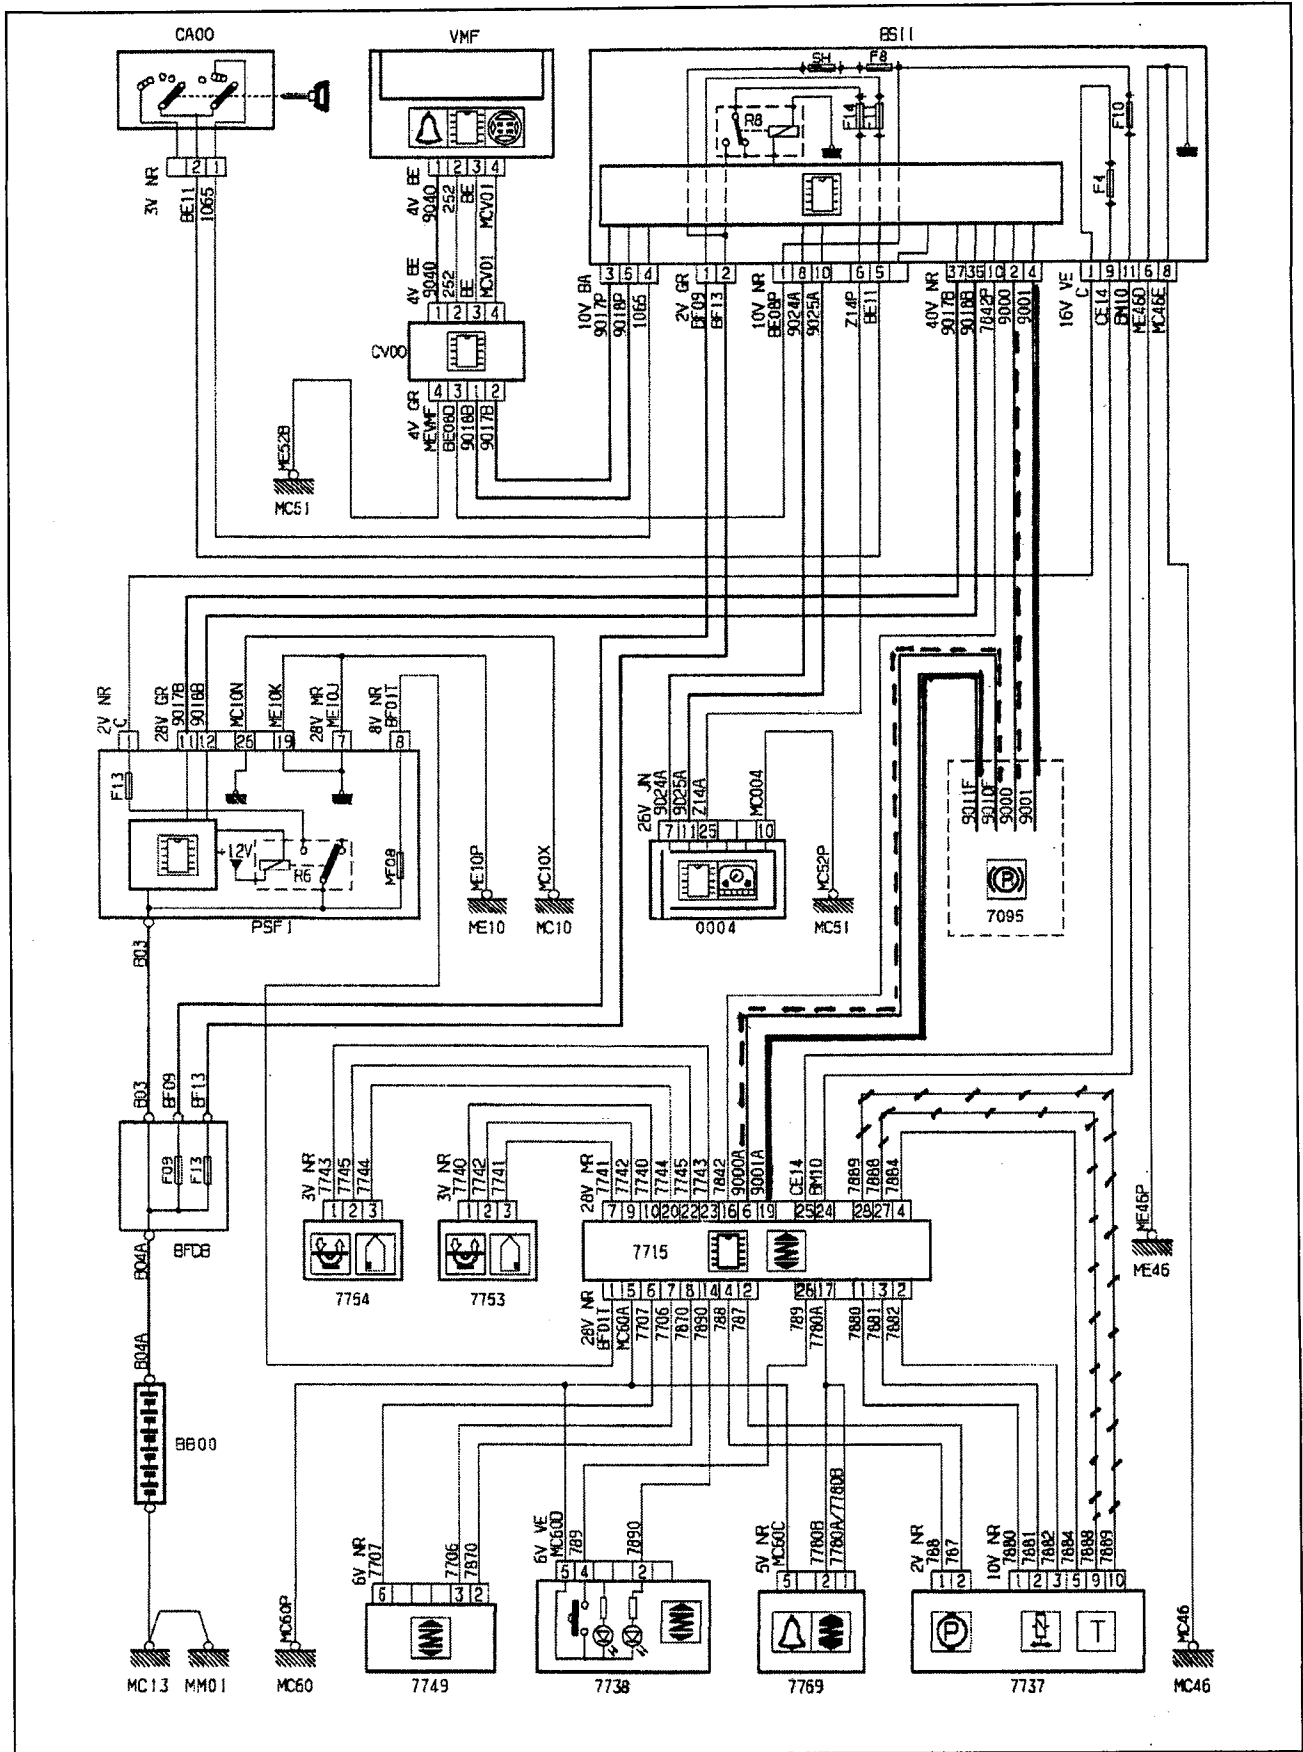 CA00
VMF
BSI1
SH
F8
R8
F14
F11
F10
F4
2 1
1 2 3 4
3V NR
BE11
1065
4V BE
9040
252
BE
MCV01
4V BE
9040
252
BE
MCV01
1 2 3 4
CV00
4 3 1 2
4V GR
MEVMF
BE08D
9018B
9017B
3 5 4
1 2
1 8 10 6 5
37 35 10 2 4
1 9 11 6 8
10V BA
9017P
9018P
1065
2V GR
BF09
BF13
10V NR
BE08P
9024A
9025A
Z14P
BE11
40V NR
9017B
9018B
7842P
9000
9001
16V VE
C
CE14
BM10
ME46D
MC46E
ME52B
MC51
2V NR
C
28V GR
9017B
9018B
MC10N
ME10K
28V MR
ME10J
8V NR
BF01T
11 12 26 19 7 8
F13
+12V
R6
MF08
PSF1
ME10P
ME10
MC10X
MC10
26V JN
9024A
9025A
Z14A
MC004
7 11 25 10
0004
MC52P
MC51
9011F
9010F
9000
9001
7095
B03
B03
BF09
BF13
F09
F13
BFDB
B04A
B04A
BB00
MC13
MM01
3V NR
7743
7745
7744
1 2 3
7754
3V NR
7740
7742
7741
1 2 3
7753
28V MR
7741
7742
7740
7744
7745
7743
7842
9000A
9001A
CE14
BM10
7889
7888
7884
7 9 10 20 22 23 16 6 19 25 24 28 27 4
7715
1 5 6 7 8 14 4 2 26 17 1 3 2
28V NR
BF01T
MC60A
7707
7706
7870
7890
788
787
789
7780A
7880
7881
7882
ME46P
ME46
MC60P
MC60
6V NR
7707
7706
7870
6 3 2
7749
6V VE
MC60D
789
7890
5 4 2
7738
5V NR
MC60C
7780B
7780A/7780B
5 2 1
7769
2V NR
788
787
1 2
10V NR
7880
7881
7882
7884
7888
7889
1 2 3 5 9 10
P
T
7737
MC46
MC46